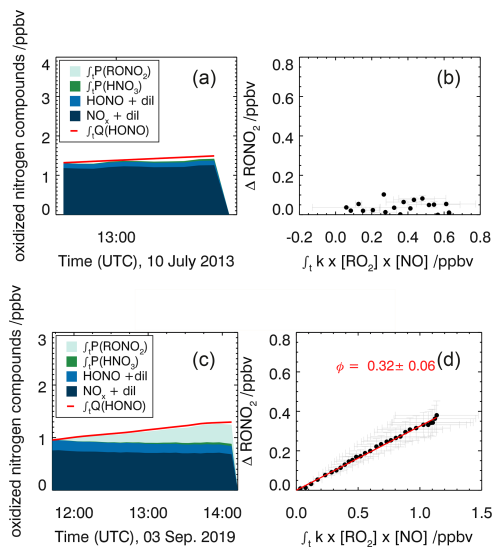 oxidized nitrogen compounds /ppbv
4
3
2
1
0
∫ₜP(RONO₂)
∫ₜP(HNO₃)
HONO + dil
NOₓ + dil
∫ₜQ(HONO)
(a)
13:00
Time (UTC), 10 July 2013
Δ RONO₂ /ppbv
0.8
0.6
0.4
0.2
0.0
(b)
-0.2 0.0 0.2 0.4 0.6 0.8 1.0
∫ₜ k x [RO₂] x [NO] /ppbv
oxidized nitrogen compounds /ppbv
3
2
1
0
∫ₜP(RONO₂)
∫ₜP(HNO₃)
HONO +dil
NOₓ + dil
∫ₜQ(HONO)
(c)
12:00 13:00 14:00
Time (UTC), 03 Sep. 2019
Δ RONO₂ /ppbv
0.8
0.6
0.4
0.2
0.0
ϕ = 0.32± 0.06
(d)
0.0 0.5 1.0 1.5
∫ₜ k x [RO₂] x [NO] /ppbv